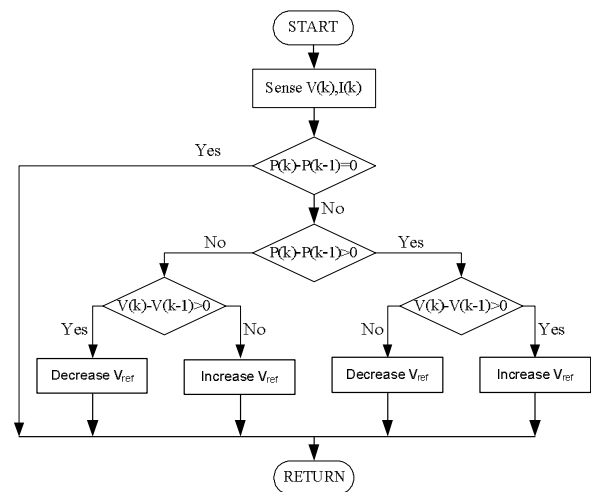 START
Sense V(k),I(k)
Yes
P(k)-P(k-1)=0
No
No
P(k)-P(k-1)>0
Yes
V(k)-V(k-1)>0
V(k)-V(k-1)>0
Yes
No
No
Yes
Decrease Vref
Increase Vref
Decrease Vref
Increase Vref
RETURN